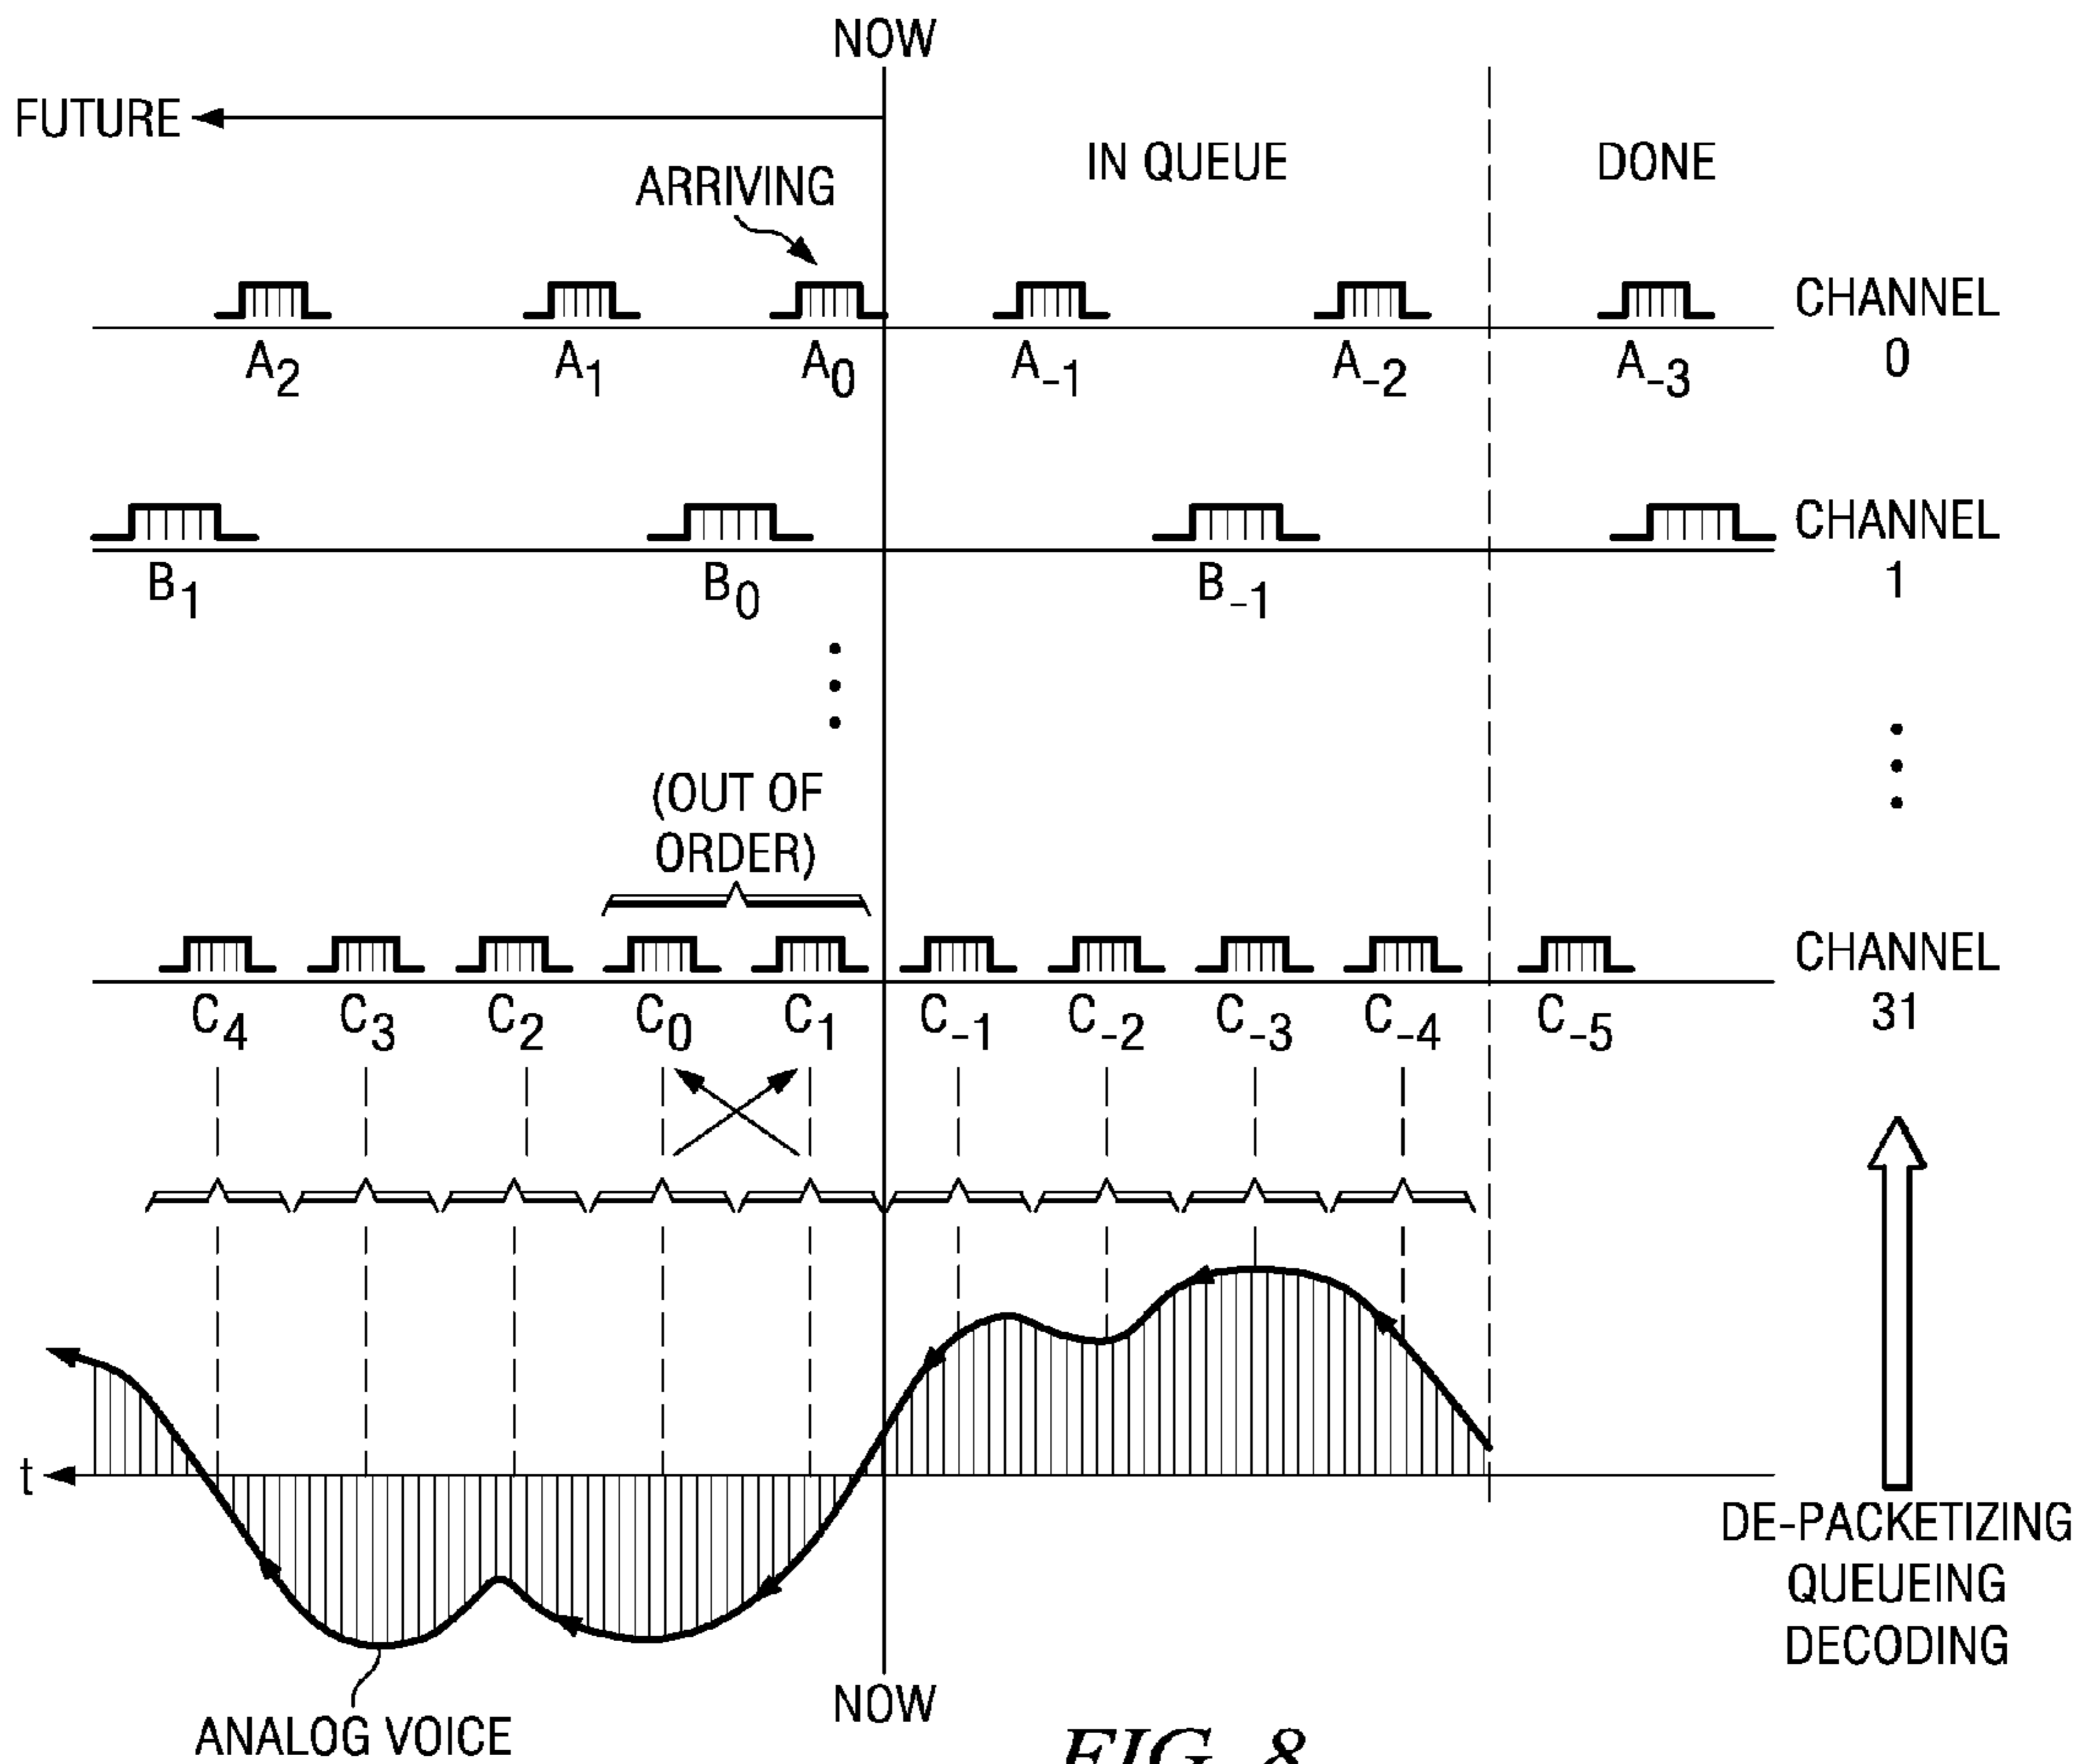 NOW
FUTURE
ARRIVING
IN QUEUE
DONE
CHANNEL
0
A2
A1
A0
A-1
A-2
A-3
CHANNEL
1
B1
B0
B-1
(OUT OF
ORDER)
CHANNEL
31
C4
C3
C2
C0
C1
C-1
C-2
C-3
C-4
C-5
t
DE-PACKETIZING
QUEUEING
DECODING
ANALOG VOICE
NOW
FIG. 8